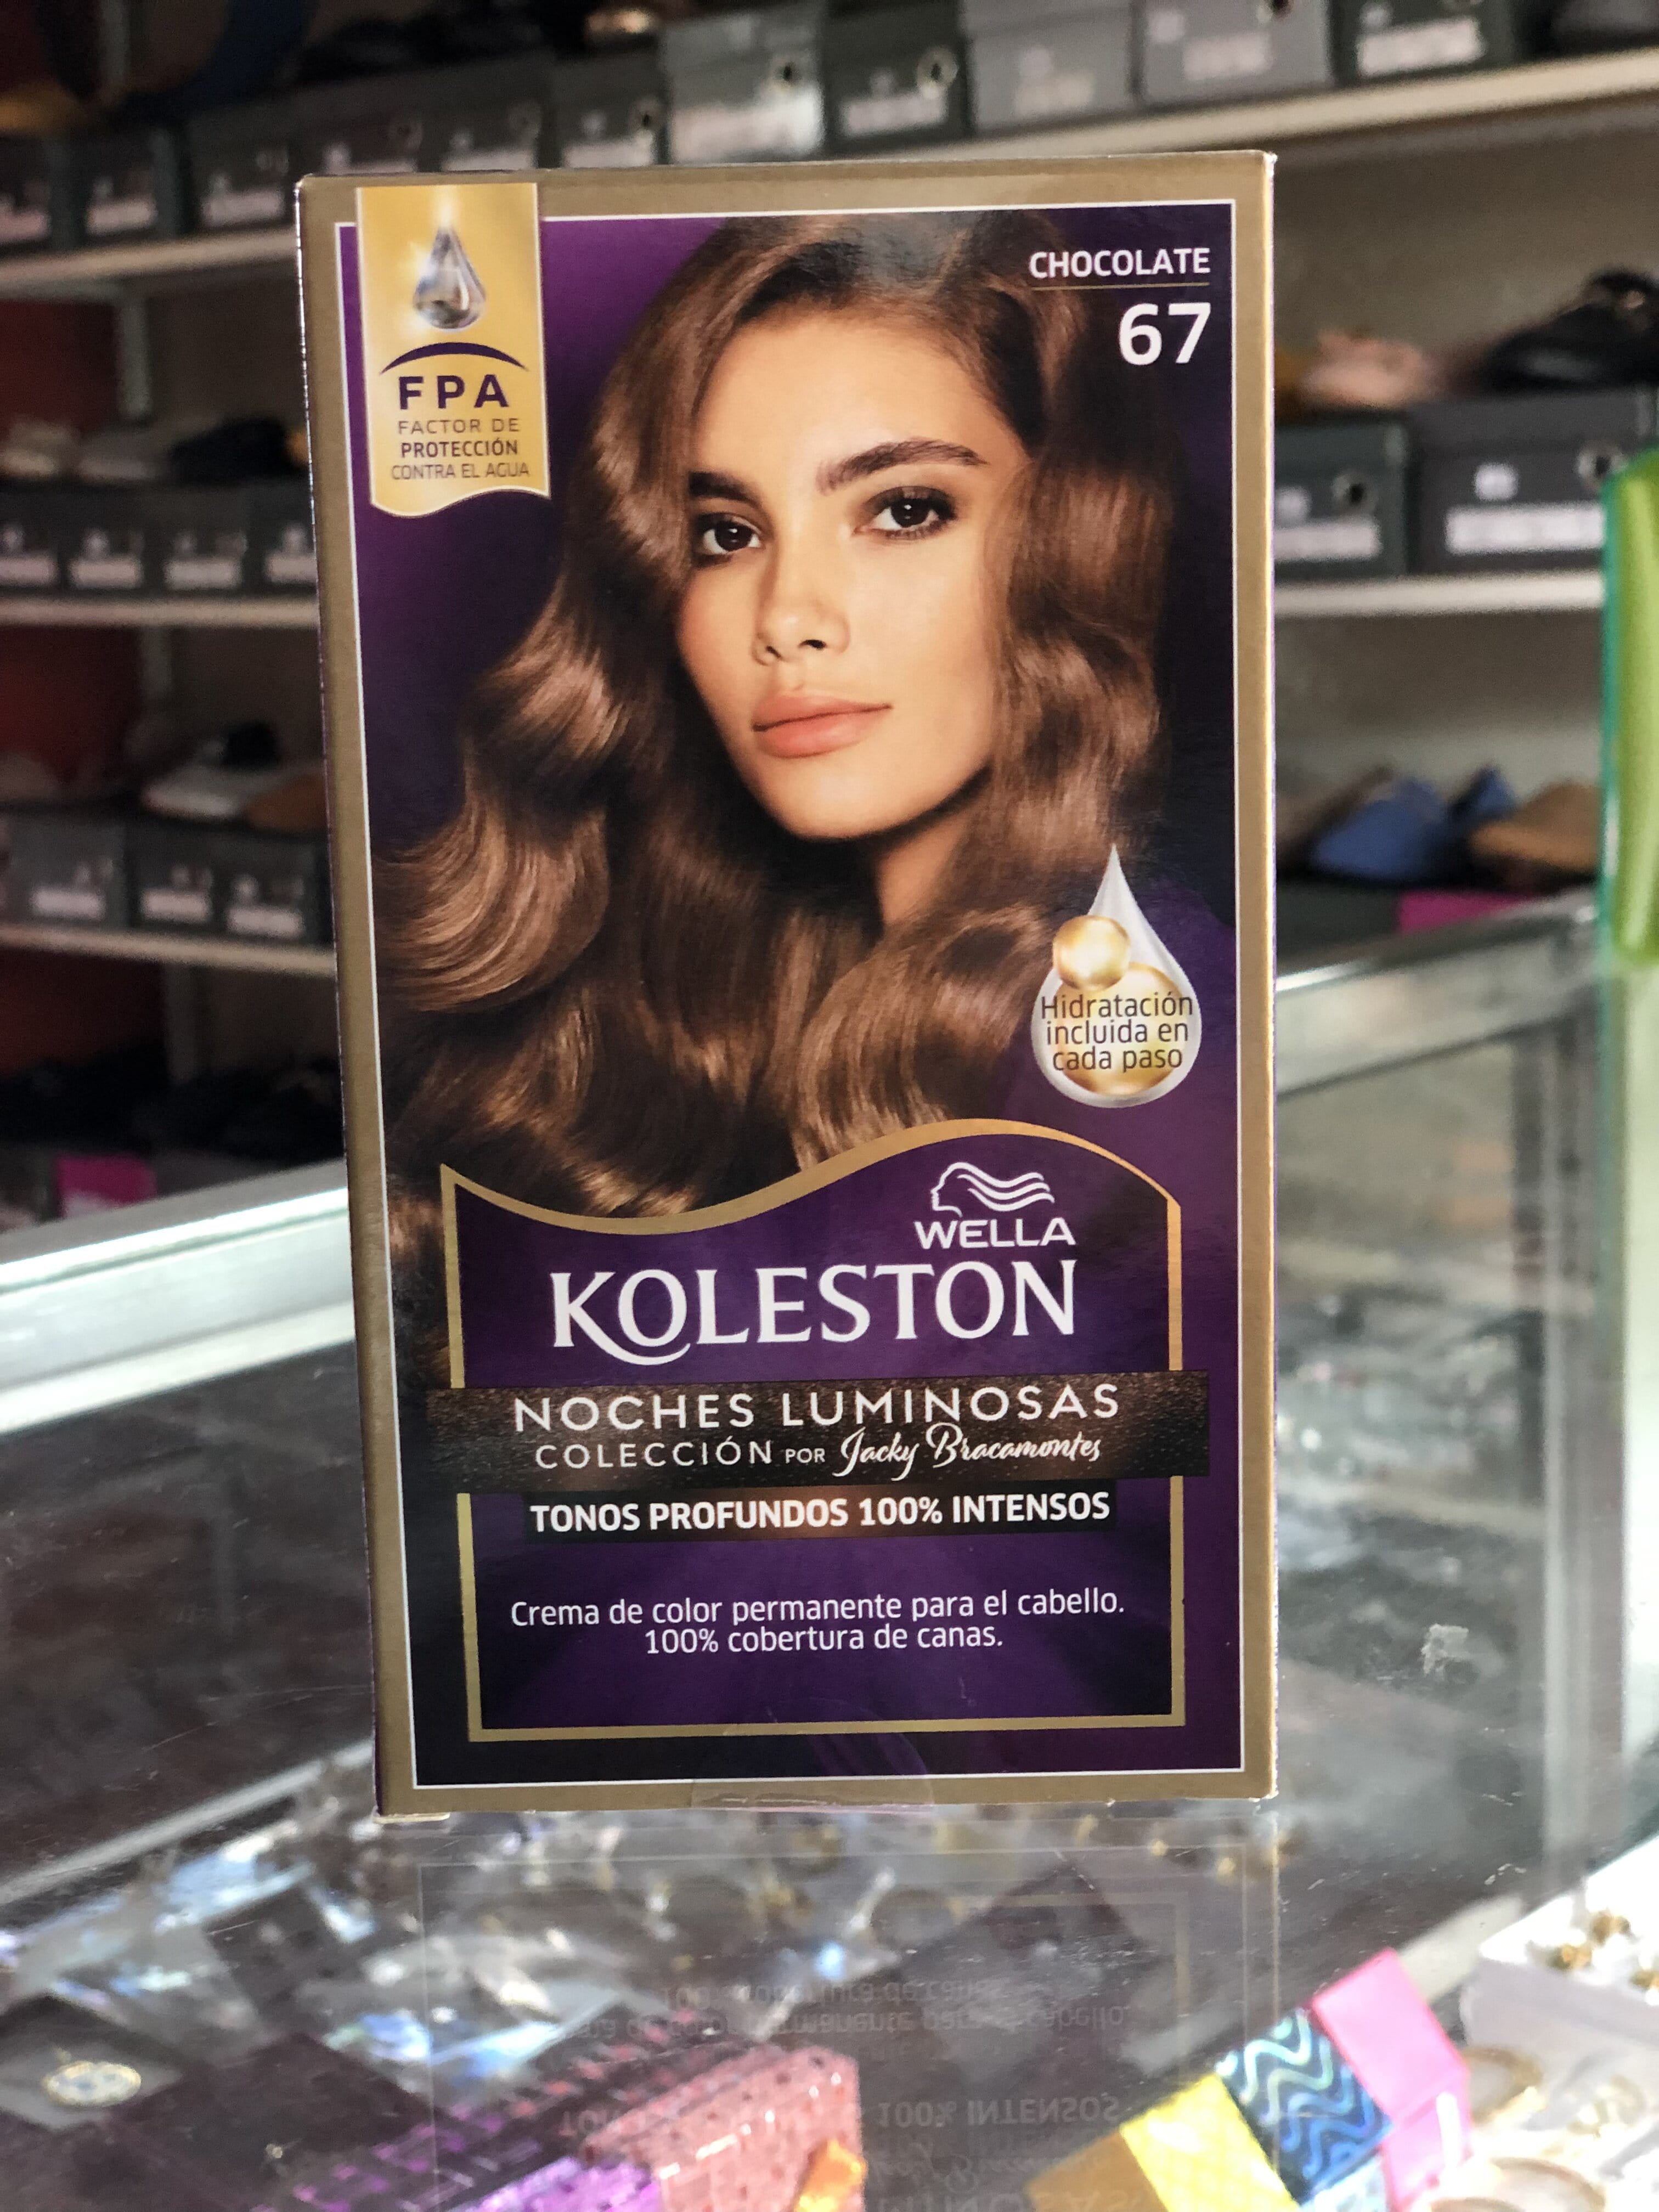 FPA
FACTOR DE
PROTECCIÓN
CONTRA EL AGUA
CHOCOLATE
67
Hidratación
incluida en
cada paso
WELLA
KOLESTON
NOCHES LUMINOSAS
COLECCIÓN POR Jacky Bracamontes
TONOS PROFUNDOS 100% INTENSOS
Crema de color permanente para el cabello.
100% cobertura de canas.